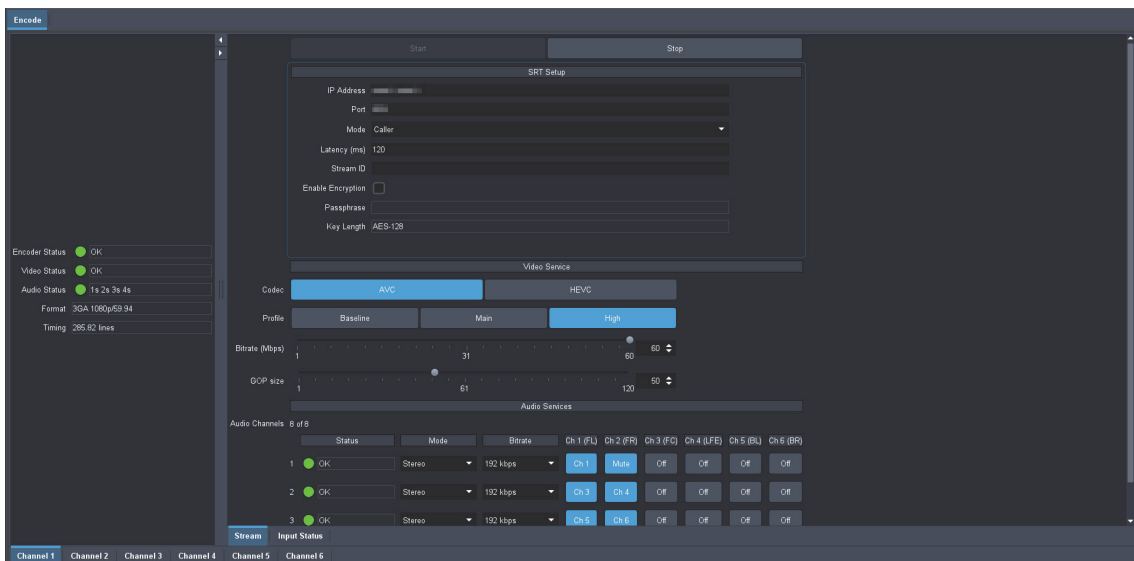 Encode
Start Stop
SRT Setup
IP Address
Port
Mode Caller
Latency (ms) 120
Stream ID
Enable Encryption
Passphrase
Key Length AES-128
Encoder Status OK
Video Status OK
Audio Status 1s 2s 3s 4s
Format 3GA 1080p/59.94
Timing 285.82 lines
Video Service
Codec AVC HEVC
Profile Baseline Main High
Bitrate (Mbps) 60
1 31 60
GOP size 50
1 61 120
Audio Services
Audio Channels 8 of 8
Status Mode Bitrate Ch 1 (FL) Ch 2 (FR) Ch 3 (FC) Ch 4 (LFE) Ch 5 (BL) Ch 6 (BR)
1 OK Stereo 192 kbps Ch 1 Mute Off Off Off Off
2 OK Stereo 192 kbps Ch 3 Ch 4 Off Off Off Off
3 OK Stereo 192 kbps Ch 5 Ch 6 Off Off Off Off
Stream Input Status
Channel 1 Channel 2 Channel 3 Channel 4 Channel 5 Channel 6